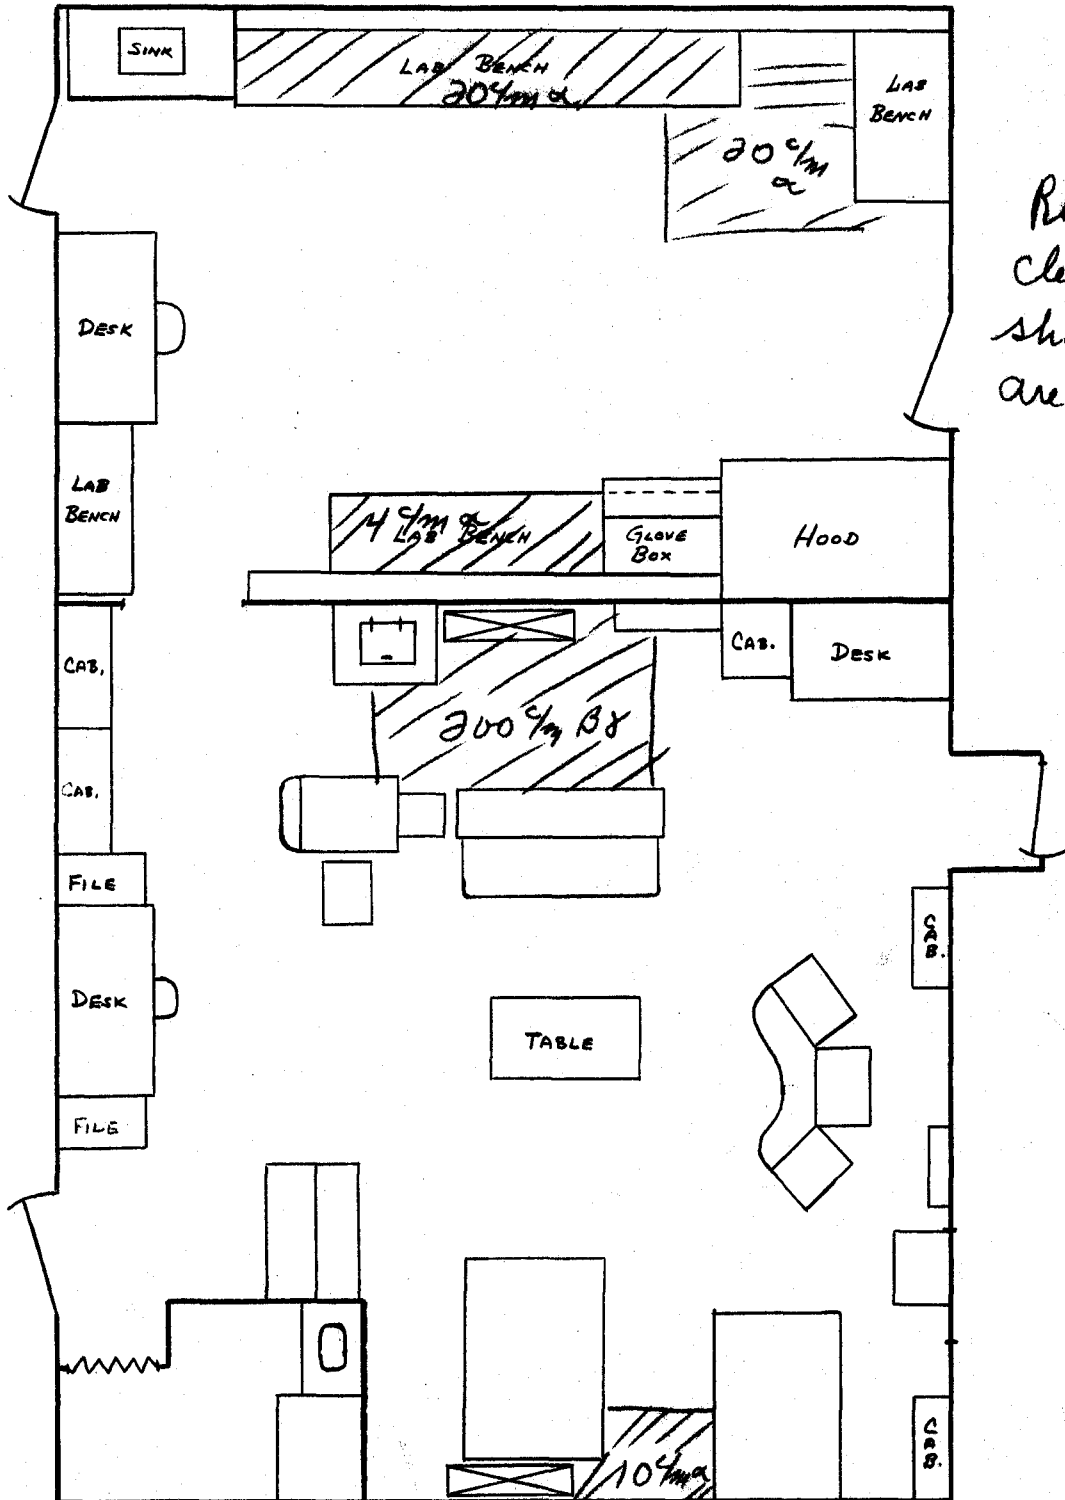 SINK
LAB BENCH
20 c/m α
LAB
BENCH
20 c/m
α
DESK
LAB
BENCH
4 c/m α
LAB BENCH
GLOVE
BOX
HOOD
CAB.
CAB.
DESK
200 c/m βγ
CAB.
FILE
CAB.
DESK
TABLE
FILE
10 c/m α
CAB.